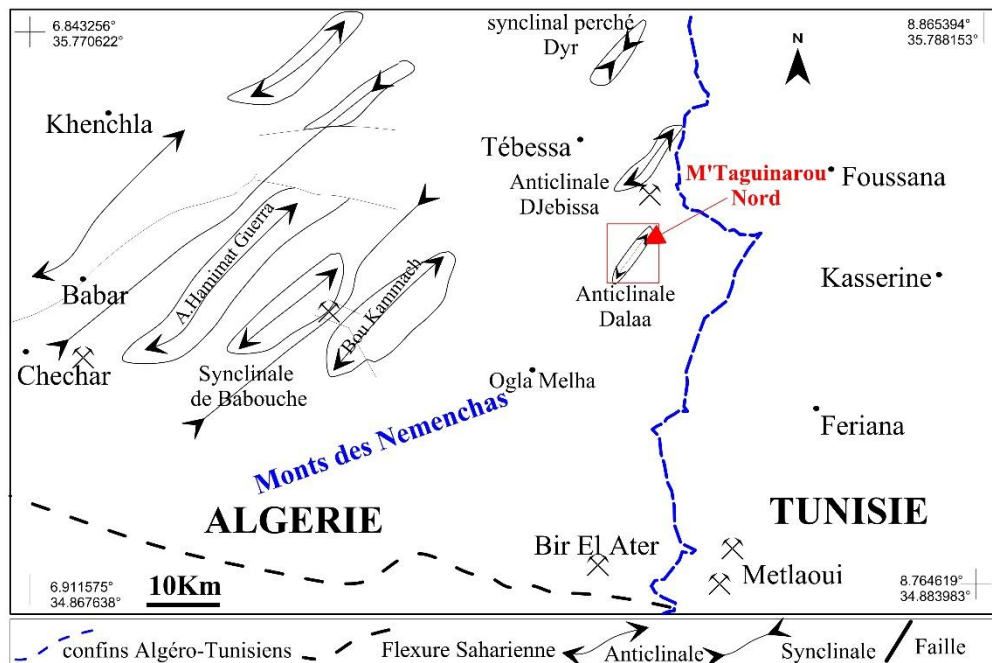 6.843256°
35.770622°
synclinal perché
Dyr
8.865394°
35.788153°
N
Khenchla
Tébessa
Anticlinale
DJebissa
M'Taguinarou
Nord
Foussana
A.Hamimat Guerra
Babar
Bou Kammach
Anticlinale
Dalaa
Kasserine
Chechar
Synclinale
de Babouche
Ogla Melha
Monts des Nemenchas
Feriana
ALGERIE
TUNISIE
Bir El Ater
Metlaoui
6.911575°
34.867638°
10Km
8.764619°
34.883983°
confins Algéro-Tunisiens
Flexure Saharienne
Anticlinale
Synclinale
Faille